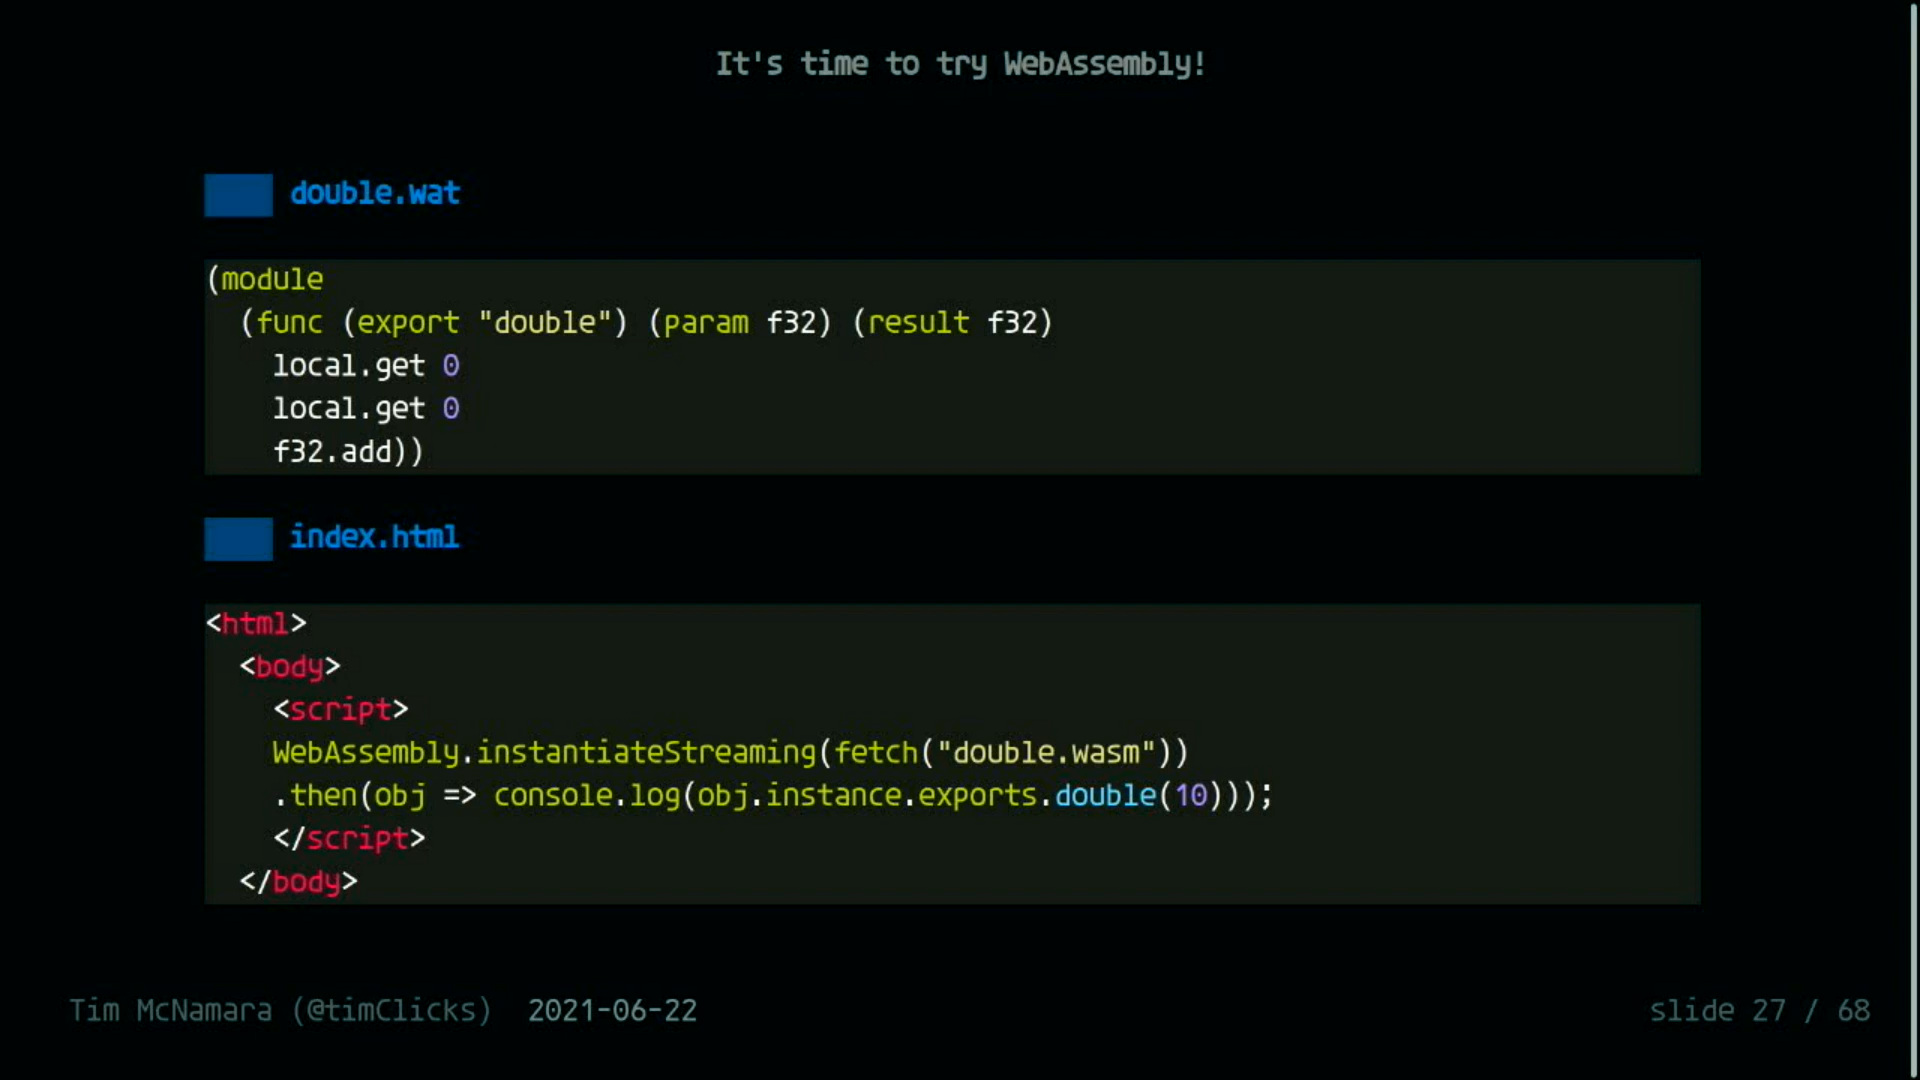 It's time to try WebAssembly!
double.wat
(module
  (func (export "double") (param f32) (result f32)
    local.get 0
    local.get 0
    f32.add))
index.html
<html>
  <body>
    <script>
    WebAssembly.instantiateStreaming(fetch("double.wasm"))
    .then(obj => console.log(obj.instance.exports.double(10)));
    </script>
  </body>
Tim McNamara (@timClicks)  2021-06-22
slide 27 / 68